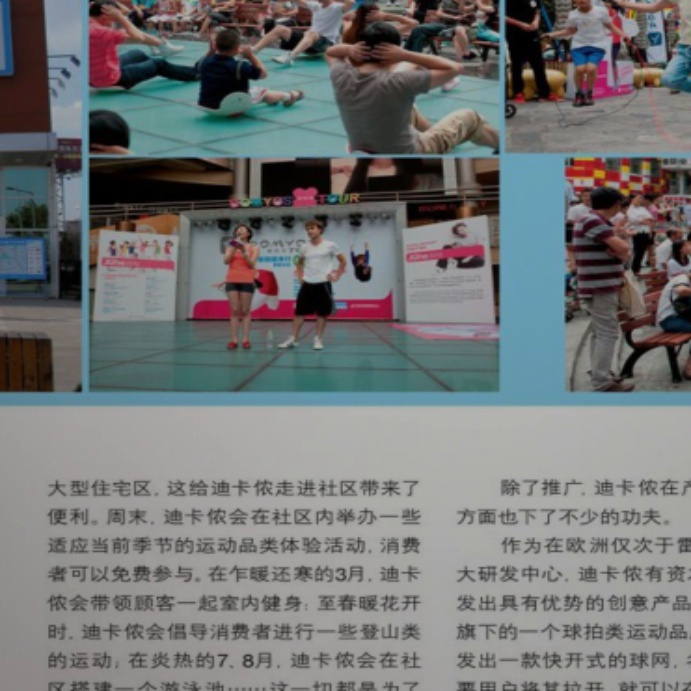 DOMYOS TOUR
DOMYOS
大型住宅区, 这给迪卡侬走进社区带来了
便利。周末, 迪卡侬会在社区内举办一些
适应当前季节的运动品类体验活动, 消费
者可以免费参与。在乍暖还寒的3月, 迪卡
侬会带领顾客一起室内健身; 至春暖花开
时, 迪卡侬会倡导消费者进行一些登山类
的运动; 在炎热的7、8月, 迪卡侬会在社
区搭建一个游泳池……这一切都是为了
除了推广, 迪卡侬在产
方面也下了不少的功夫。
作为在欧洲仅次于雷
大研发中心, 迪卡侬有资
发出具有优势的创意产品
旗下的一个球拍类运动品
发出一款快开式的球网,
要用户将其拉开, 就可以